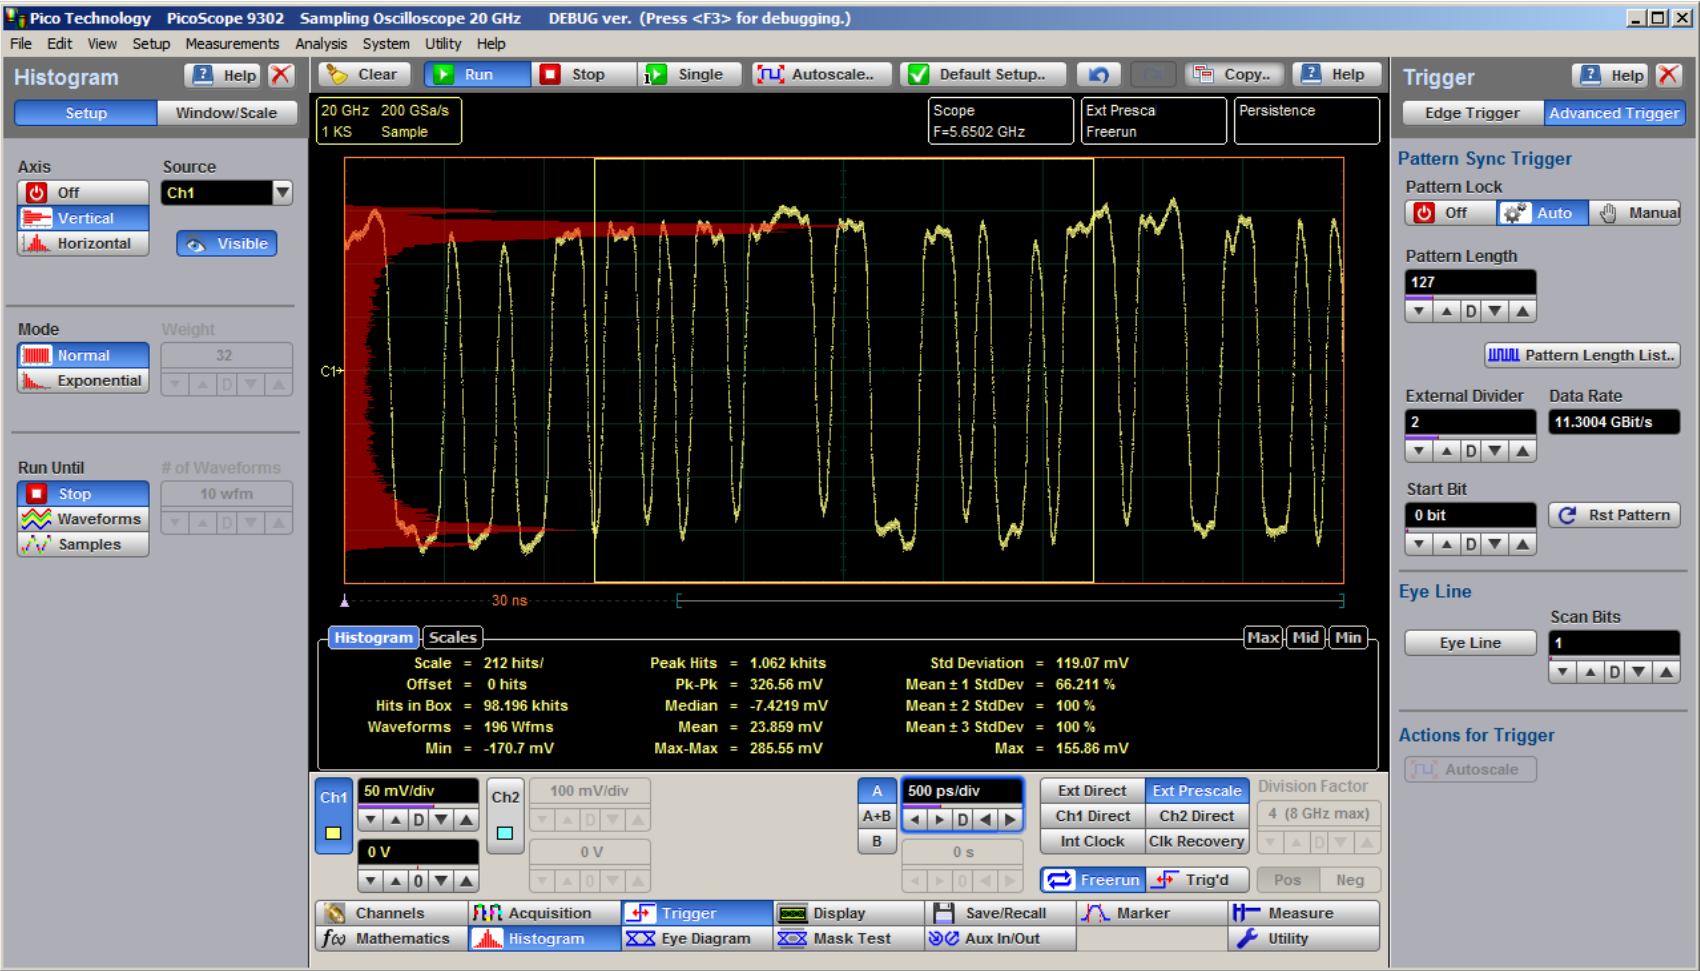 Pico Technology PicoScope 9302 Sampling Oscilloscope 20 GHz DEBUG ver. (Press <F3> for debugging.)
File Edit View Setup Measurements Analysis System Utility Help
Histogram Help
Setup Window/Scale
Axis Source
Off Ch1
Vertical
Horizontal Visible
Mode Weight
Normal 32
Exponential D
Run Until # of Waveforms
Stop 10 wfm
Waveforms D
Samples
Clear Run Stop 1 Single Autoscale.. Default Setup.. Copy.. Help
20 GHz 200 GSa/s
1 KS Sample
Scope
F=5.6502 GHz
Ext Presca
Freerun
Persistence
C1
30 ns
Histogram Scales Max Mid Min
Scale = 212 hits/ Peak Hits = 1.062 khits Std Deviation = 119.07 mV
Offset = 0 hits Pk-Pk = 326.56 mV Mean ± 1 StdDev = 66.211 %
Hits in Box = 98.196 khits Median = -7.4219 mV Mean ± 2 StdDev = 100 %
Waveforms = 196 Wfms Mean = 23.859 mV Mean ± 3 StdDev = 100 %
Min = -170.7 mV Max-Max = 285.55 mV Max = 155.86 mV
Ch1 50 mV/div Ch2 100 mV/div
D D
0 V 0 V
0 0
A 500 ps/div
A+B D
B 0 s
0
Ext Direct Ext Prescale Division Factor
Ch1 Direct Ch2 Direct 4 (8 GHz max)
Int Clock Clk Recovery D
Freerun Trig'd Pos Neg
Channels Acquisition Trigger Display Save/Recall Marker Measure
f(x) Mathematics Histogram Eye Diagram Mask Test Aux In/Out Utility
Trigger Help
Edge Trigger Advanced Trigger
Pattern Sync Trigger
Pattern Lock
Off Auto Manual
Pattern Length
127
D
Pattern Length List..
External Divider Data Rate
2 11.3004 GBit/s
D
Start Bit
0 bit Rst Pattern
D
Eye Line
Scan Bits
Eye Line 1
D
Actions for Trigger
Autoscale